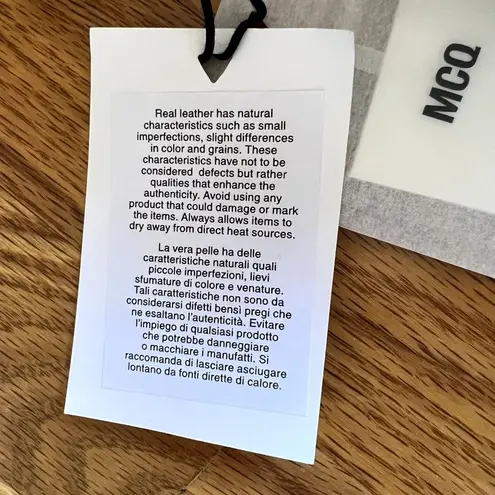 Real leather has natural
characteristics such as small
imperfections, slight differences
in color and grains. These
characteristics have not to be
considered defects but rather
qualities that enhance the
authenticity. Avoid using any
product that could damage or mark
the items. Always allows items to
dry away from direct heat sources.
La vera pelle ha delle
caratteristiche naturali quali
piccole imperfezioni, lievi
sfumature di colore e venature.
Tali caratteristiche non sono da
considerarsi difetti bensì pregi che
ne esaltano l'autenticità. Evitare
l'impiego di qualsiasi prodotto
che potrebbe danneggiare
o macchiare i manufatti. Si
raccomanda di lasciare asciugare
lontano da fonti dirette di calore.
MCQ